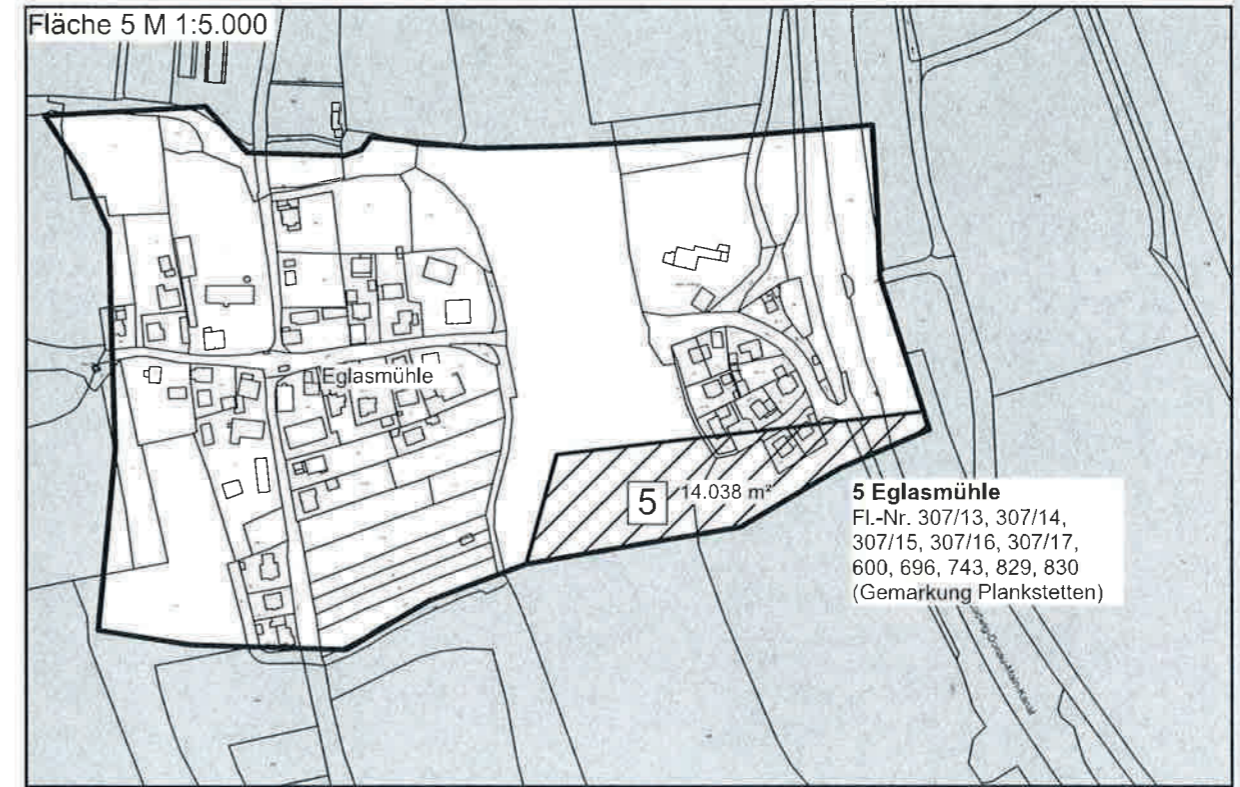 Fläche 5 M 1:5.000
Eglasmühle
5
14.038 m²
5 Eglasmühle
Fl.-Nr. 307/13, 307/14,
307/15, 307/16, 307/17,
600, 696, 743, 829, 830
(Gemarkung Plankstetten)